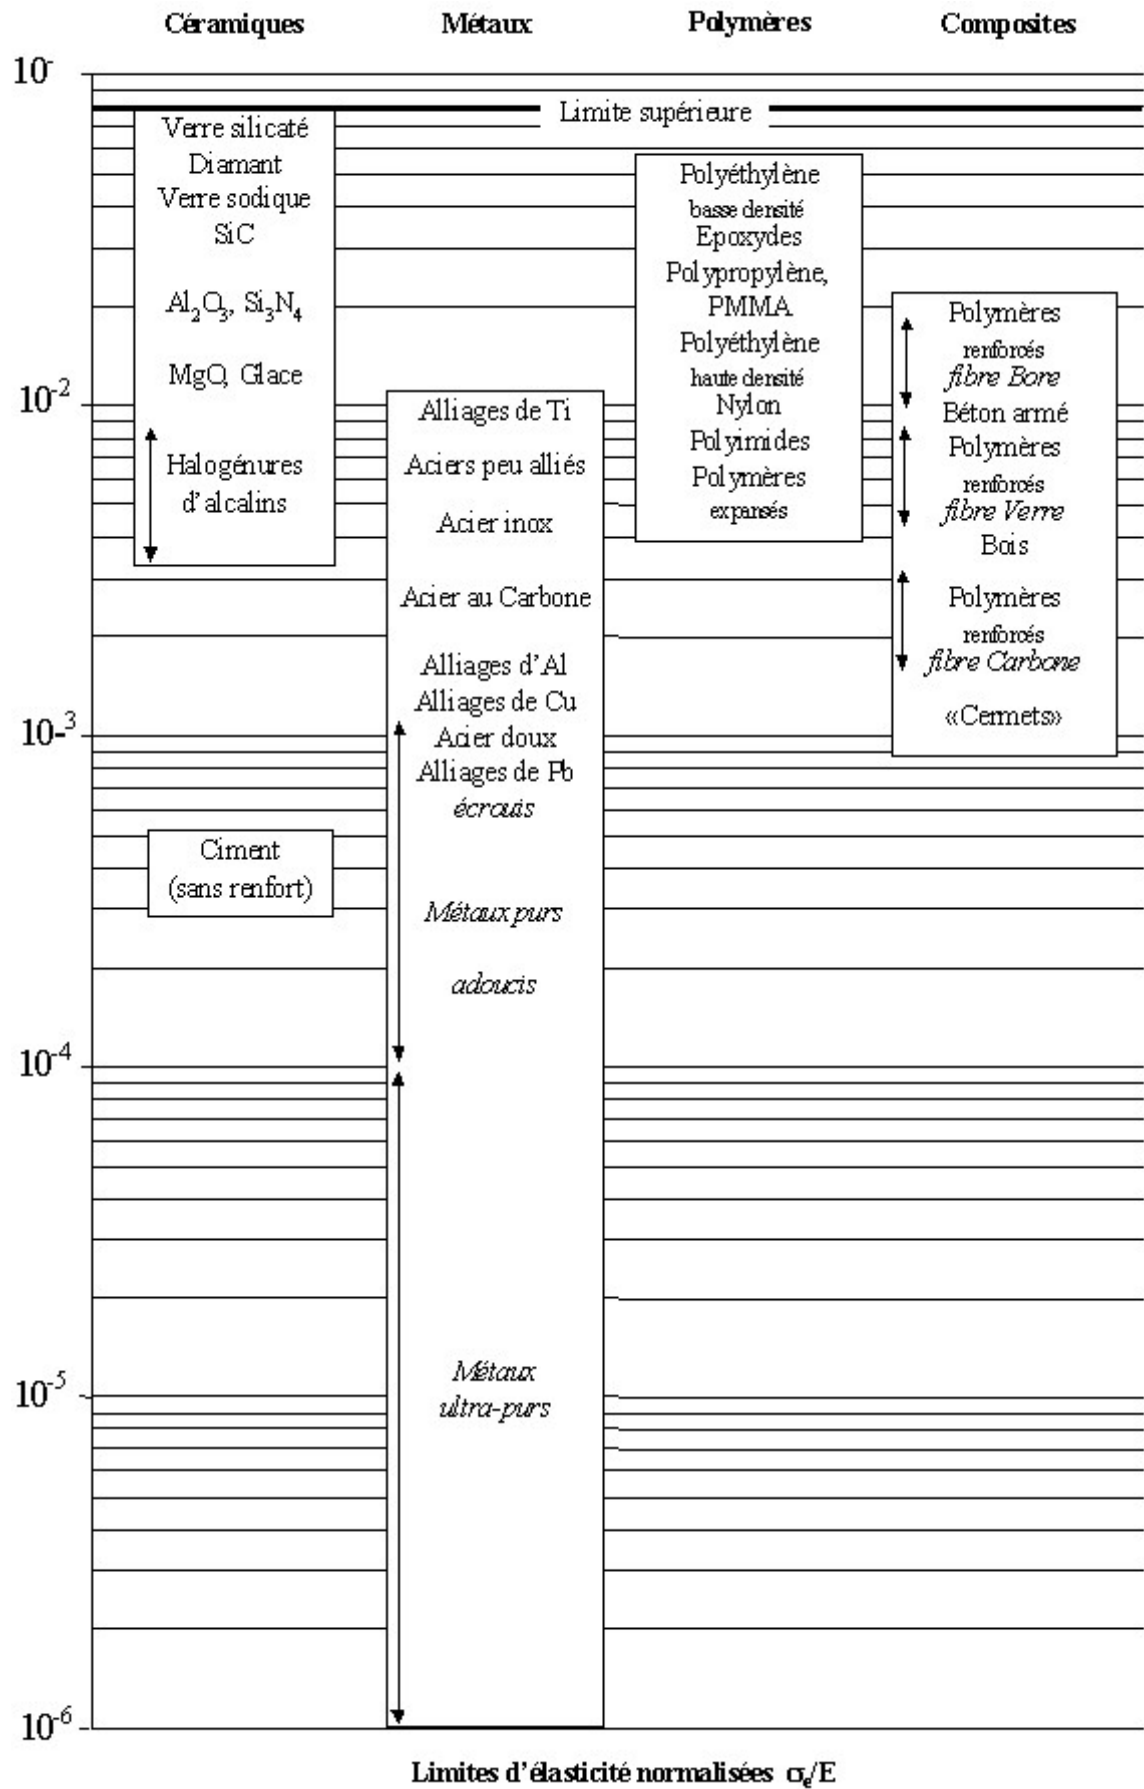 Céramiques Métaux Polymères Composites
10-
Limite supérieure
Verre silicaté
Diamant
Verre sodique
SiC
Al2O3, Si3N4
MgO, Glace
Halogénures
d'alcalins
Ciment
(sans renfort)
Alliages de Ti
Aciers peu alliés
Acier inox
Acier au Carbone
Alliages d'Al
Alliages de Cu
Acier doux
Alliages de Pb
écrouis
Métaux purs
adoucis
Métaux
ultra-purs
Polyéthylène
basse densité
Epoxydes
Polypropylène,
PMMA
Polyéthylène
haute densité
Nylon
Polyimides
Polymères
expansés
Polymères
renforcés
fibre Bore
Béton armé
Polymères
renforcés
fibre Verre
Bois
Polymères
renforcés
fibre Carbone
«Cermets»
10-2
10-3
10-4
10-5
10-6
Limites d'élasticité normalisées σe/E